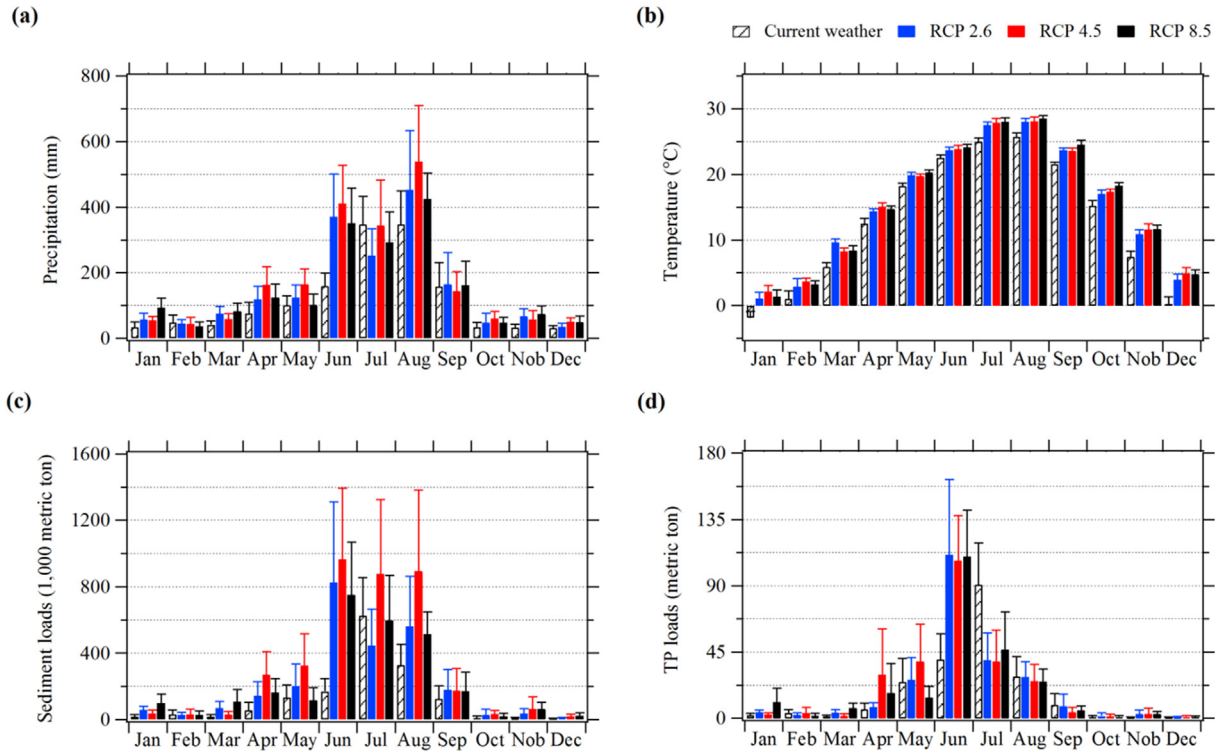 (a)
(b)
Current weather RCP 2.6 RCP 4.5 RCP 8.5
Precipitation (mm)
800
600
400
200
0
Jan Feb Mar Apr May Jun Jul Aug Sep Oct Nob Dec
Temperature (°C)
30
20
10
0
Jan Feb Mar Apr May Jun Jul Aug Sep Oct Nob Dec
(c)
(d)
Sediment loads (1,000 metric ton)
1600
1200
800
400
0
Jan Feb Mar Apr May Jun Jul Aug Sep Oct Nob Dec
TP loads (metric ton)
180
135
90
45
0
Jan Feb Mar Apr May Jun Jul Aug Sep Oct Nob Dec